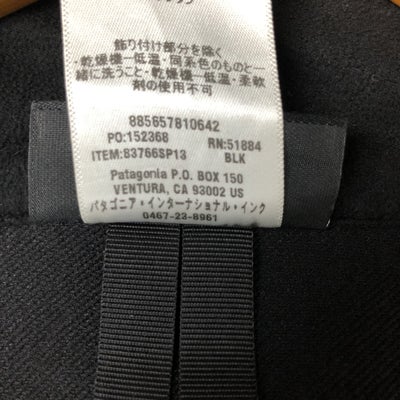 飾り付け部分を除く
・乾燥機一低温・同系色のものと一
緒に洗うこと・乾燥機一低温・柔軟
剤の使用不可
885657810642
PO:152368 RN:51884
ITEM:83766SP13 BLK
Patagonia P.O. BOX 150
VENTURA, CA 93002 US
パタゴニア・インターナショナル・インク
0467-23-8961